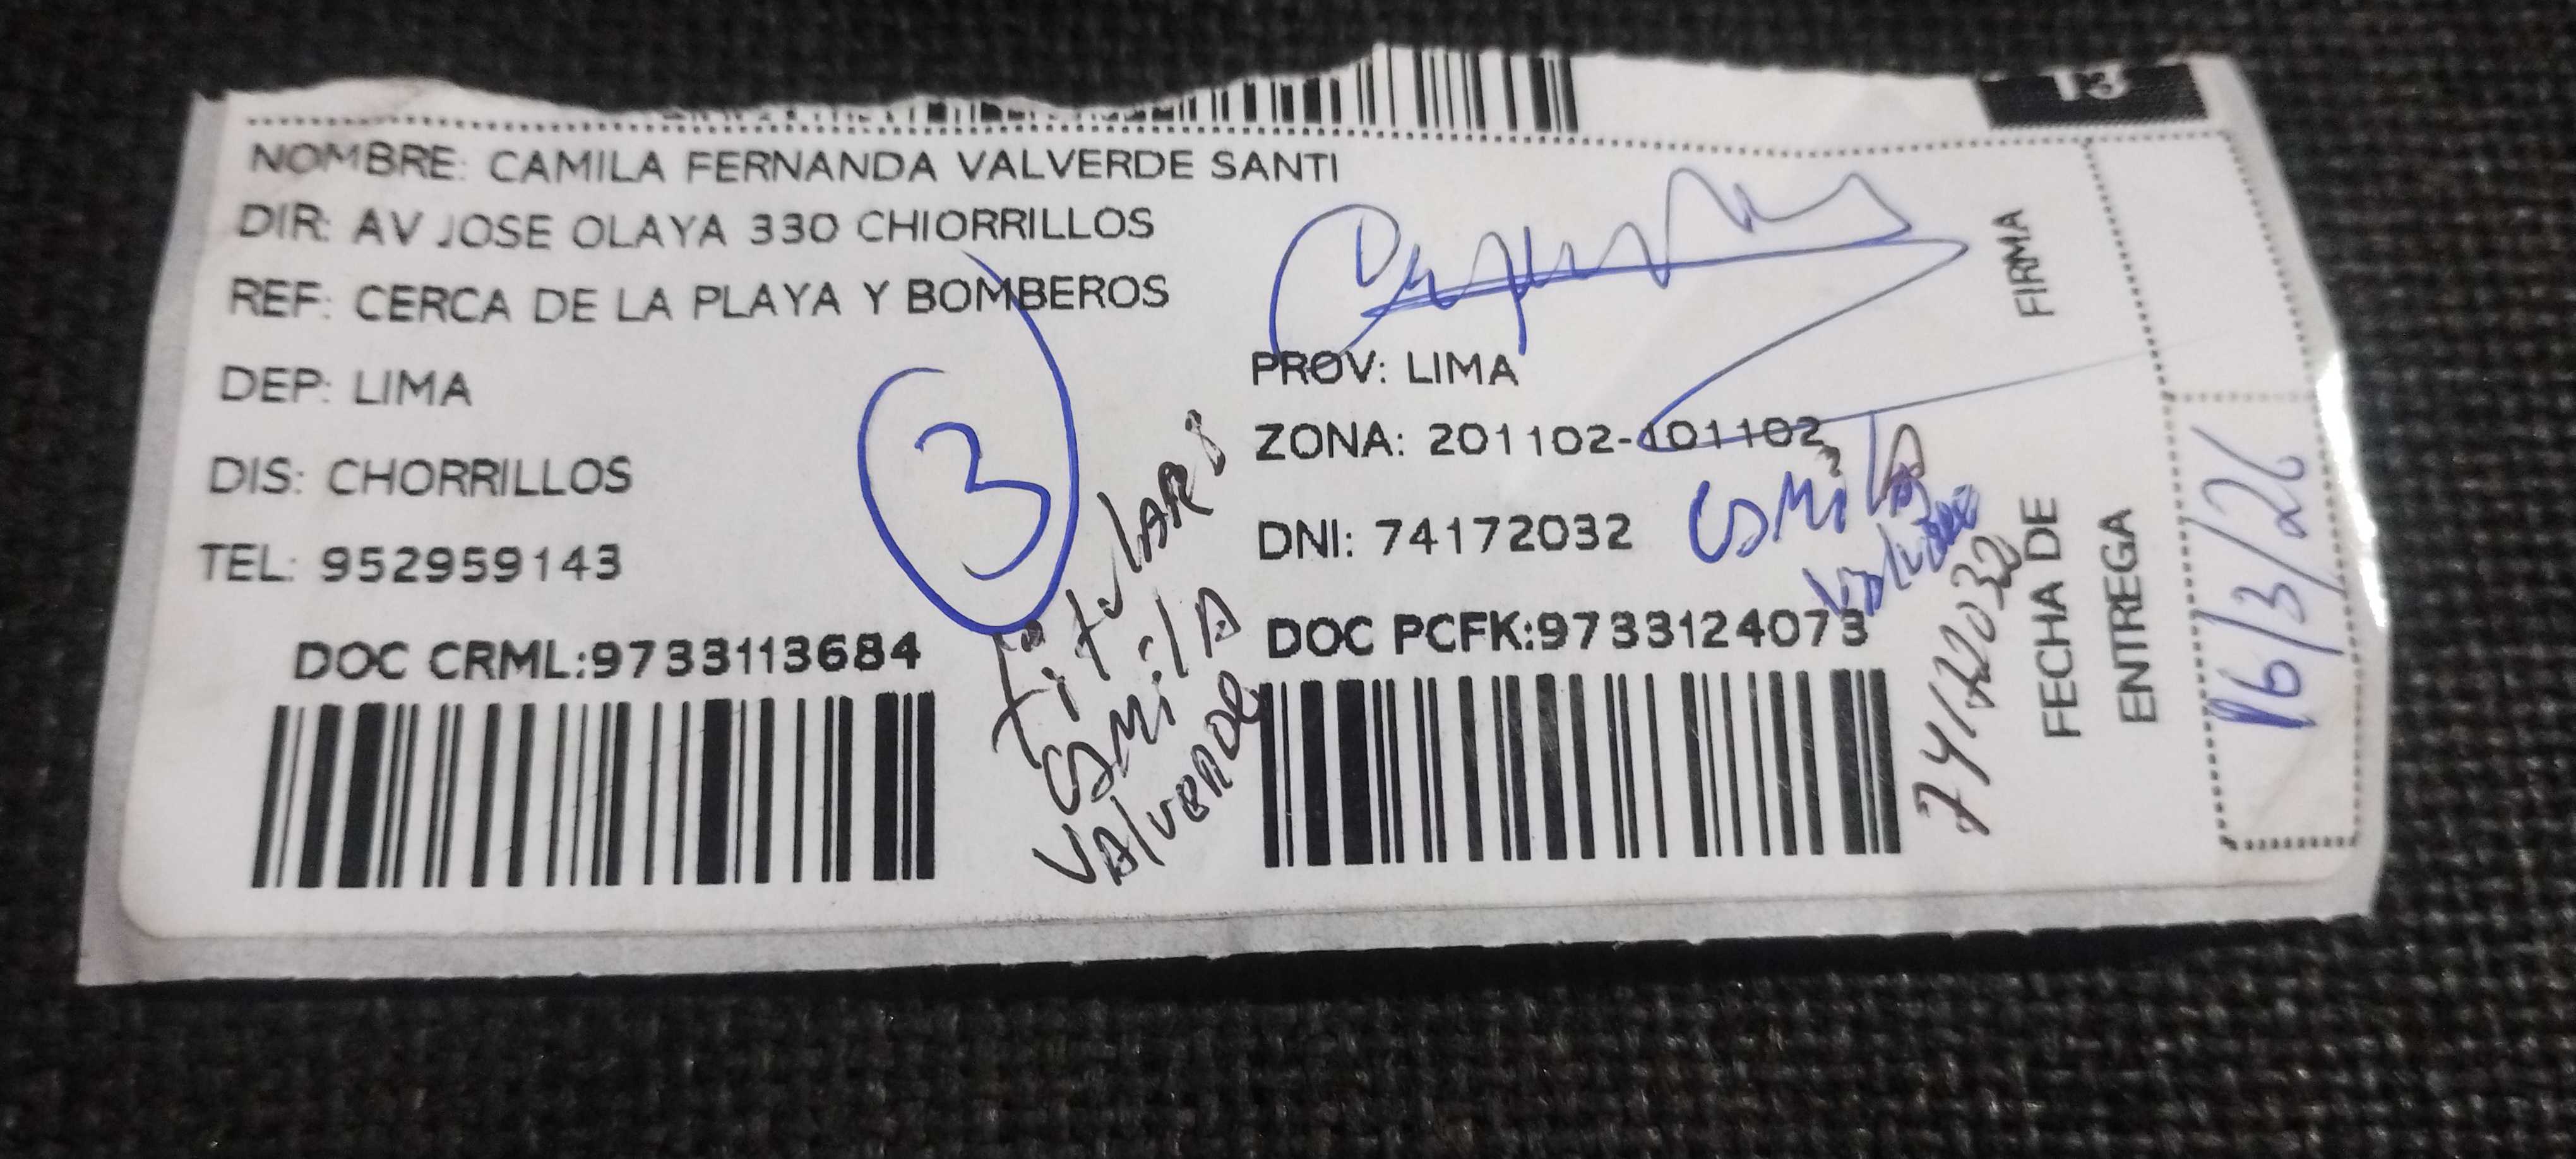 13
NOMBRE: CAMILA FERNANDA VALVERDE SANTI
DIR: AV JOSE OLAYA 330 CHIORRILLOS
REF: CERCA DE LA PLAYA Y BOMBEROS
DEP: LIMA
PROV: LIMA
DIS: CHORRILLOS
ZONA: 201102-101102
TEL: 952959143
DNI: 74172032
3
DOC CRML:9733113684
DOC PCFK:9733124073
titular
CAMilA
VAlVERDE
CAMilA
Valverde
74172032
FIRMA
FECHA DE
ENTREGA
16/3/26